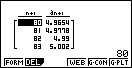 n+1 an+1
80 4.9654
81 4.9778
82 4.99
83 5.002
80
FORM DEL WEB G·CON G·PLT